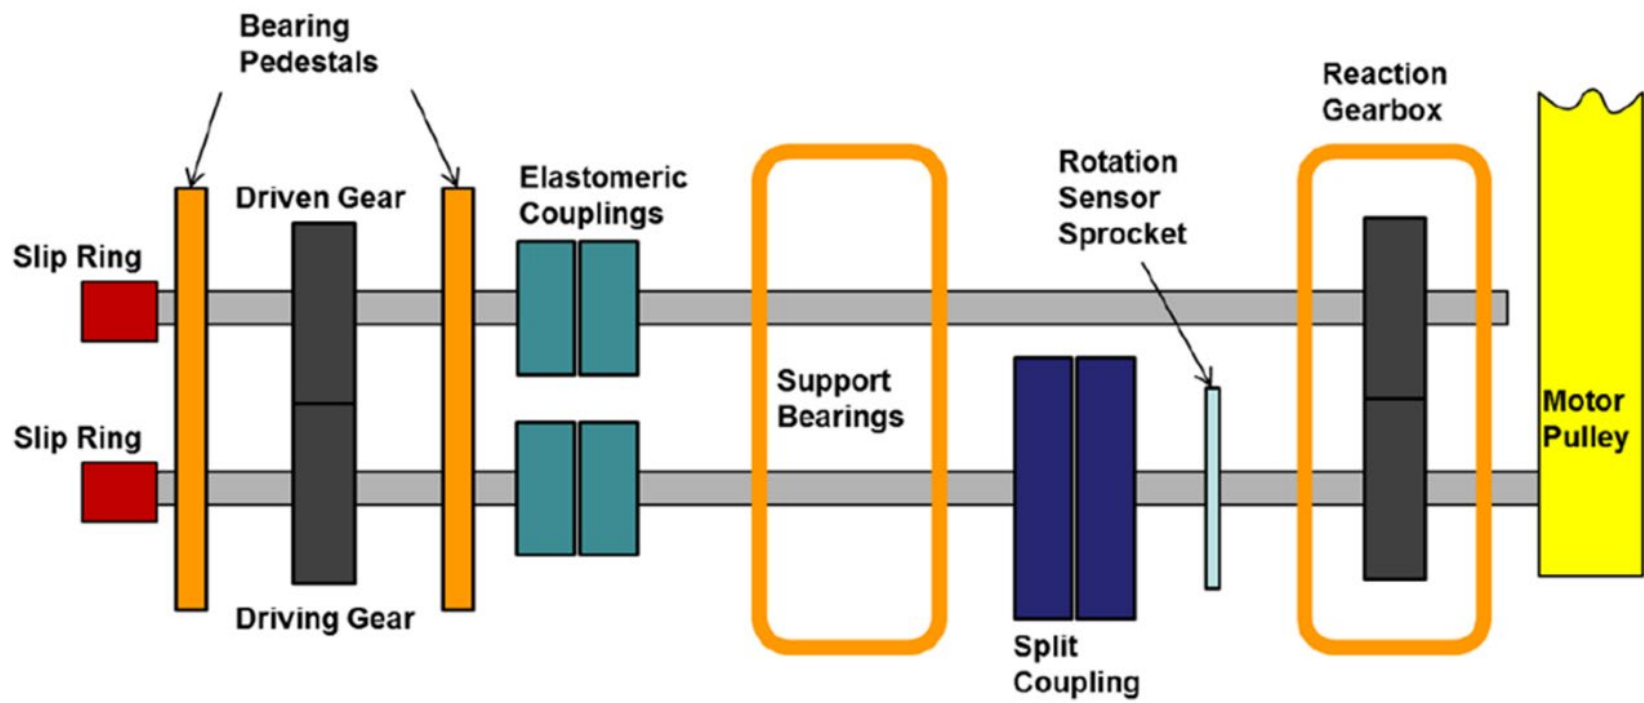 Bearing
Pedestals
Reaction
Gearbox
Rotation
Sensor
Sprocket
Elastomeric
Couplings
Driven Gear
Slip Ring
Support
Bearings
Motor
Pulley
Slip Ring
Driving Gear
Split
Coupling